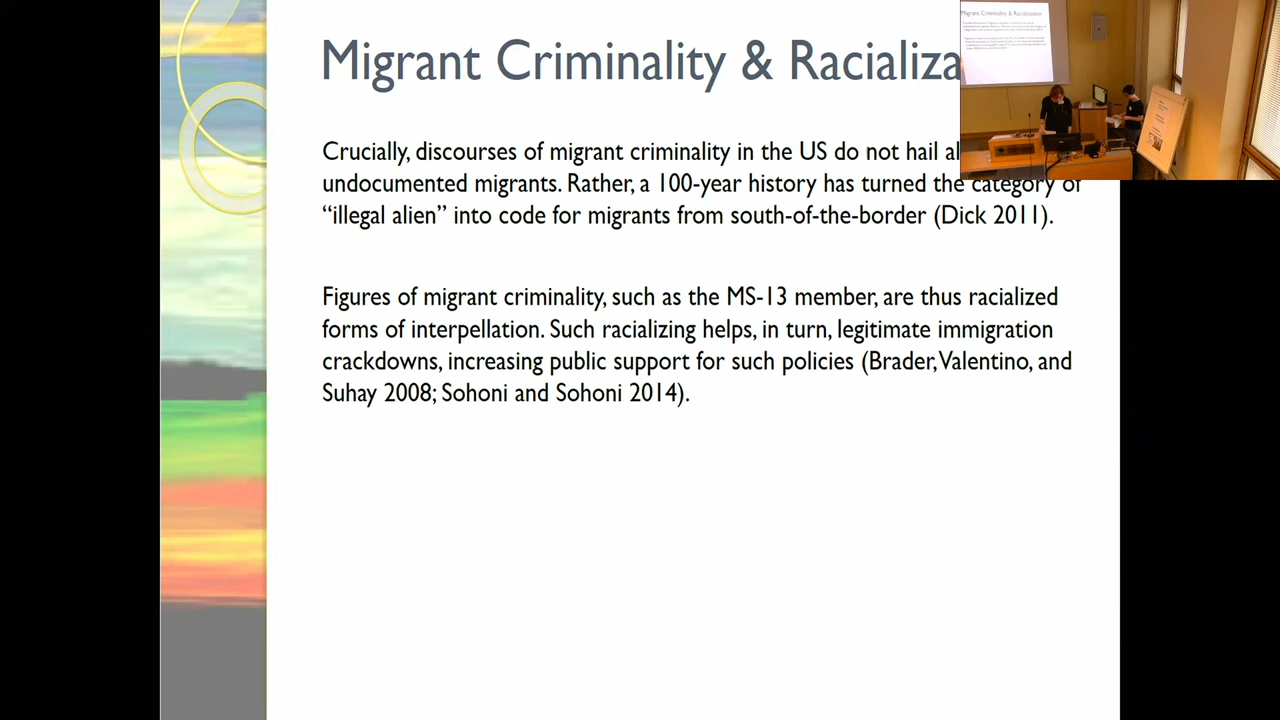 Migrant Criminality & Racializa
Crucially, discourses of migrant criminality in the US do not hail al
undocumented migrants. Rather, a 100-year history has turned the category of
“illegal alien” into code for migrants from south-of-the-border (Dick 2011).
Figures of migrant criminality, such as the MS-13 member, are thus racialized
forms of interpellation. Such racializing helps, in turn, legitimate immigration
crackdowns, increasing public support for such policies (Brader, Valentino, and
Suhay 2008; Sohoni and Sohoni 2014).
Migrant Criminality & Racialization